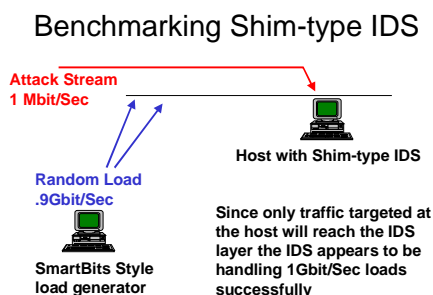 Benchmarking Shim-type IDS
Attack Stream
1 Mbit/Sec
Host with Shim-type IDS
Random Load
.9Gbit/Sec
SmartBits Style
load generator
Since only traffic targeted at
the host will reach the IDS
layer the IDS appears to be
handling 1Gbit/Sec loads
successfully